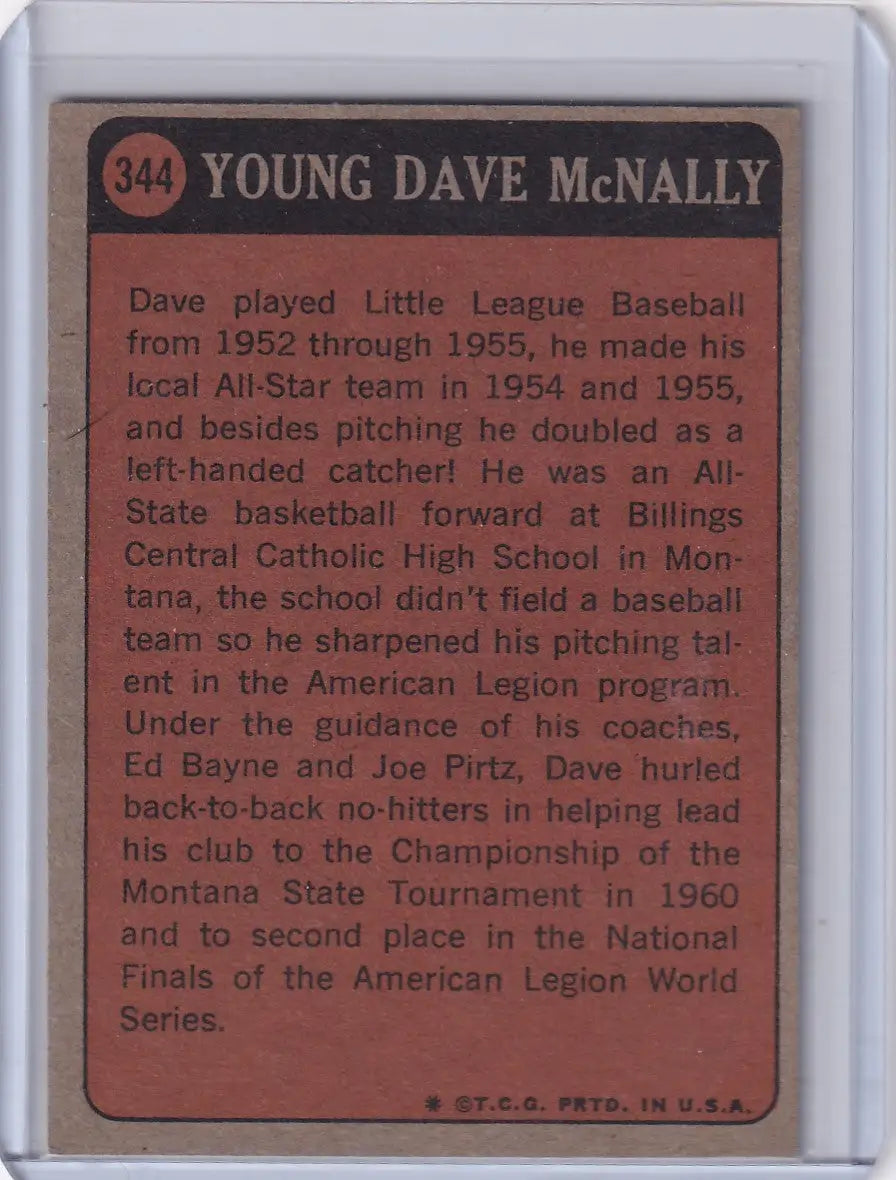 344 YOUNG DAVE McNALLY
Dave played Little League Baseball
from 1952 through 1955, he made his
local All-Star team in 1954 and 1955,
and besides pitching he doubled as a
left-handed catcher! He was an All-
State basketball forward at Billings
Central Catholic High School in Mon-
tana, the school didn't field a baseball
team so he sharpened his pitching tal-
ent in the American Legion program.
Under the guidance of his coaches,
Ed Bayne and Joe Pirtz, Dave hurled
back-to-back no-hitters in helping lead
his club to the Championship of the
Montana State Tournament in 1960
and to second place in the National
Finals of the American Legion World
Series.
* ©T.C.G. PRTD. IN U.S.A.